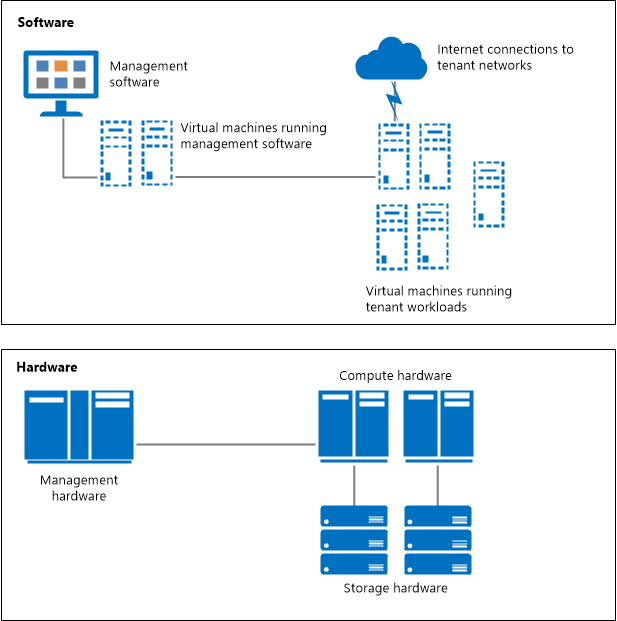 Software
Management
software
Internet connections to
tenant networks
Virtual machines running
management software
Virtual machines running
tenant workloads
Hardware
Compute hardware
Management
hardware
Storage hardware